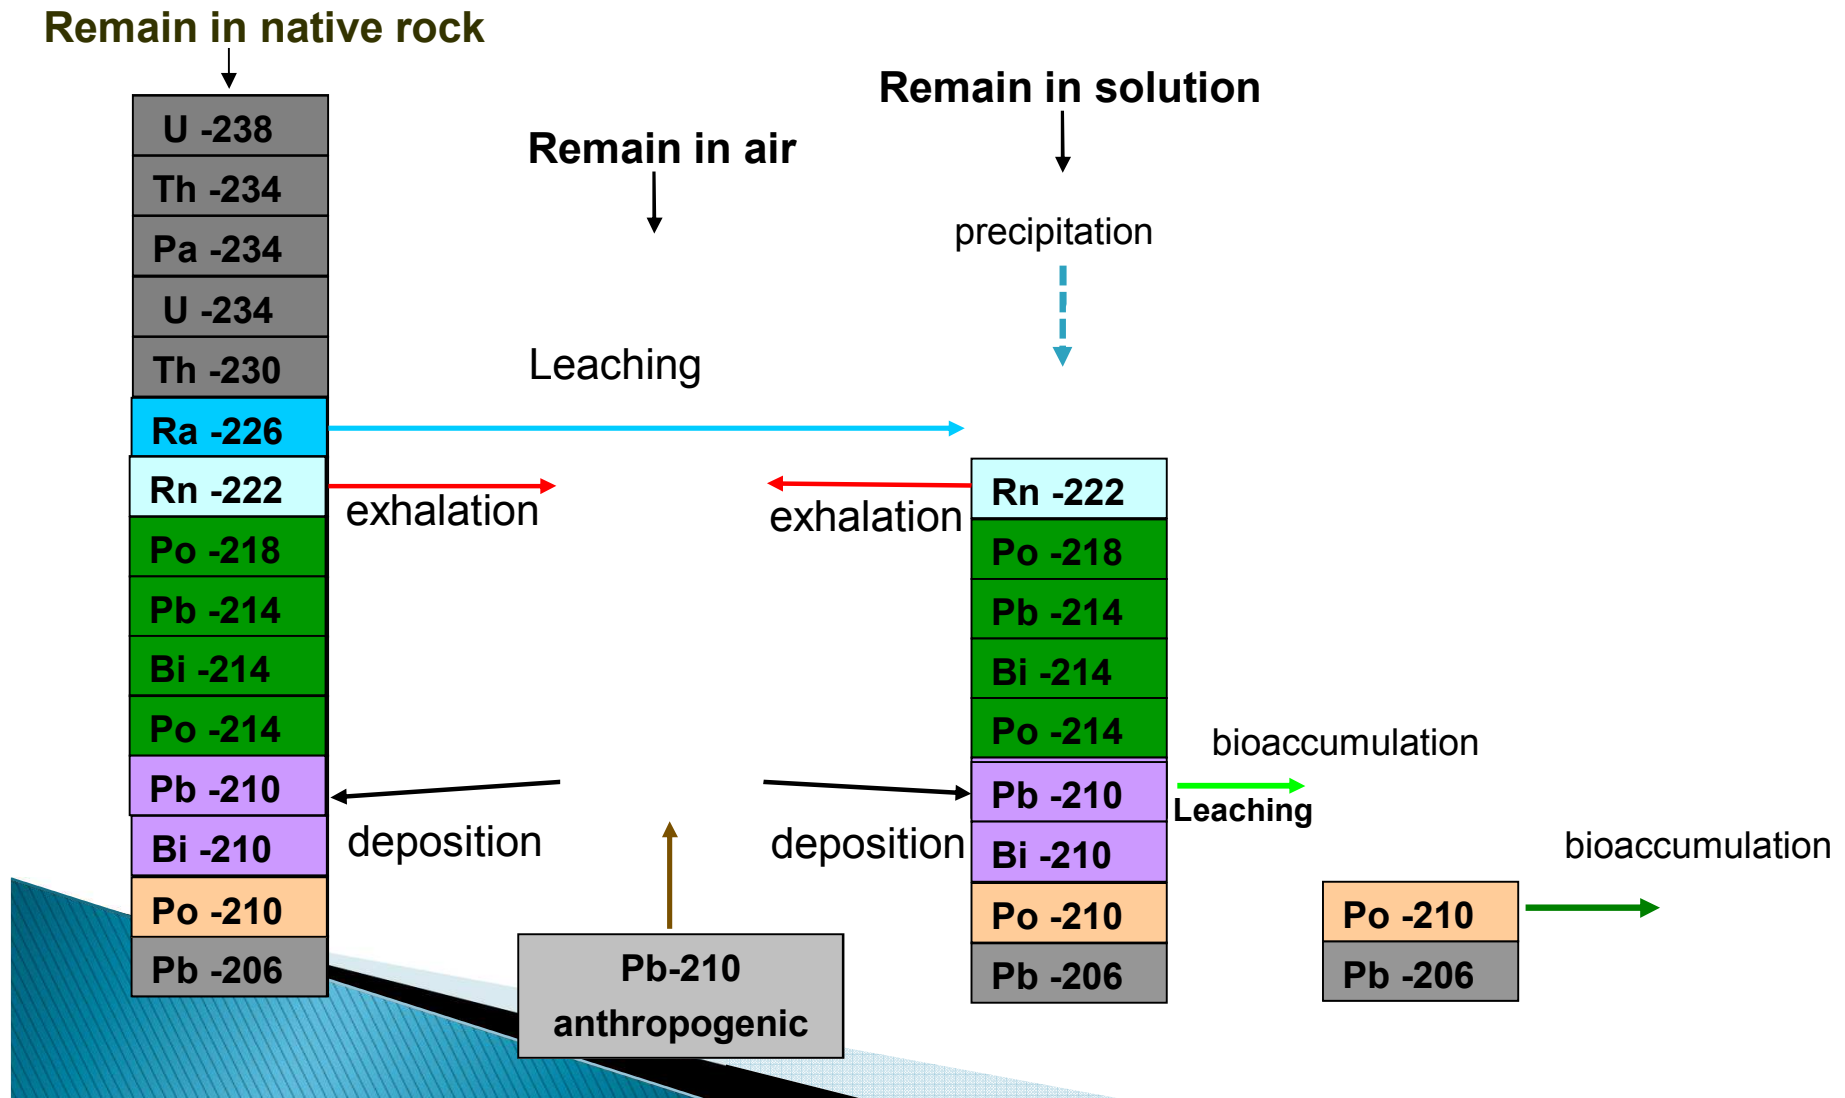 Remain in native rock
U -238
Th -234
Pa -234
U -234
Th -230
Ra -226
Rn -222
Po -218
Pb -214
Bi -214
Po -214
Pb -210
Bi -210
Po -210
Pb -206
Remain in air
Leaching
exhalation
exhalation
deposition
deposition
Pb-210
anthropogenic
Remain in solution
precipitation
Rn -222
Po -218
Pb -214
Bi -214
Po -214
Pb -210
Bi -210
Po -210
Pb -206
bioaccumulation
Leaching
bioaccumulation
Po -210
Pb -206